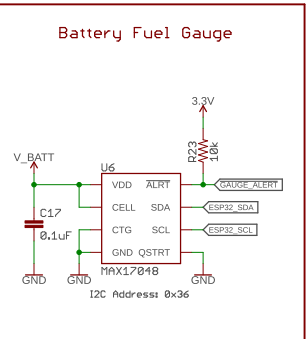 Battery Fuel Gauge
3.3V
R23
10k
V_BATT
U6
VDD
ALRT
GAUGE_ALERT
C17
0.1uF
CELL
SDA
ESP32_SDA
CTG
SCL
ESP32_SCL
GND
QSTRT
MAX17048
GND
GND
GND
I2C Address: 0x36